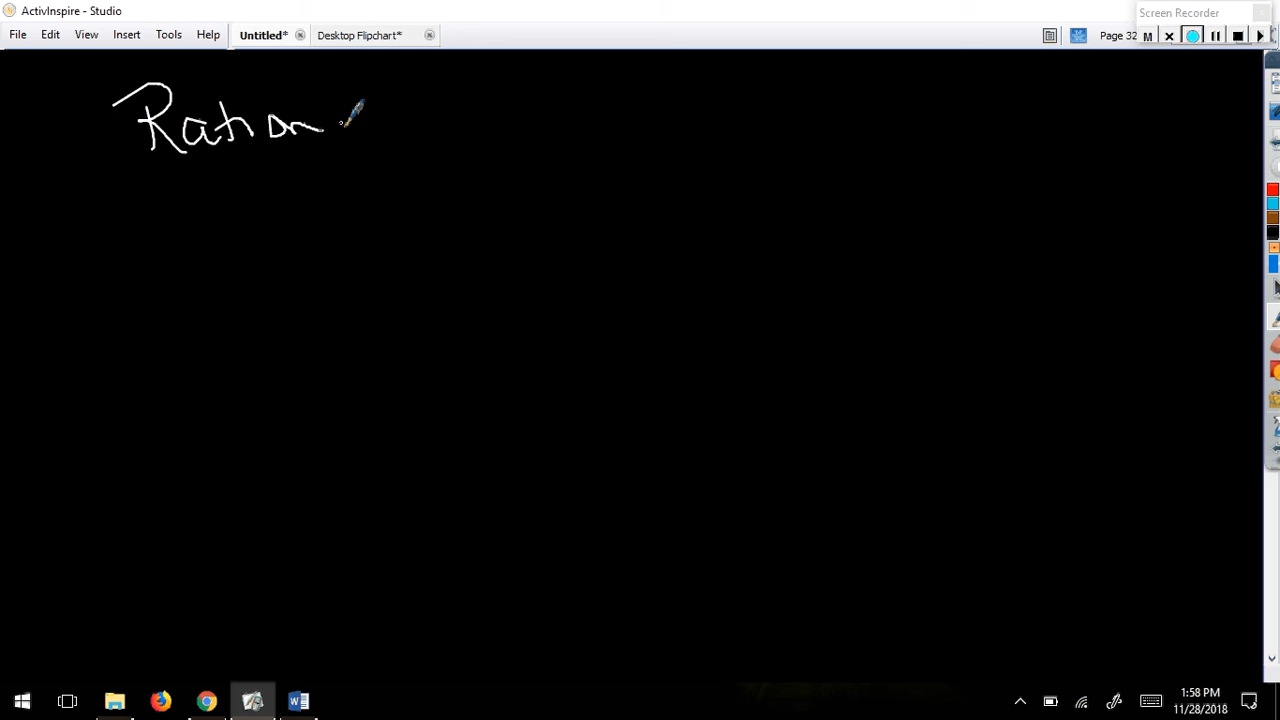 ActivInspire - Studio
Screen Recorder
File Edit View Insert Tools Help Untitled* Desktop Flipchart* Page 32 M
Ration
1:58 PM
11/28/2018